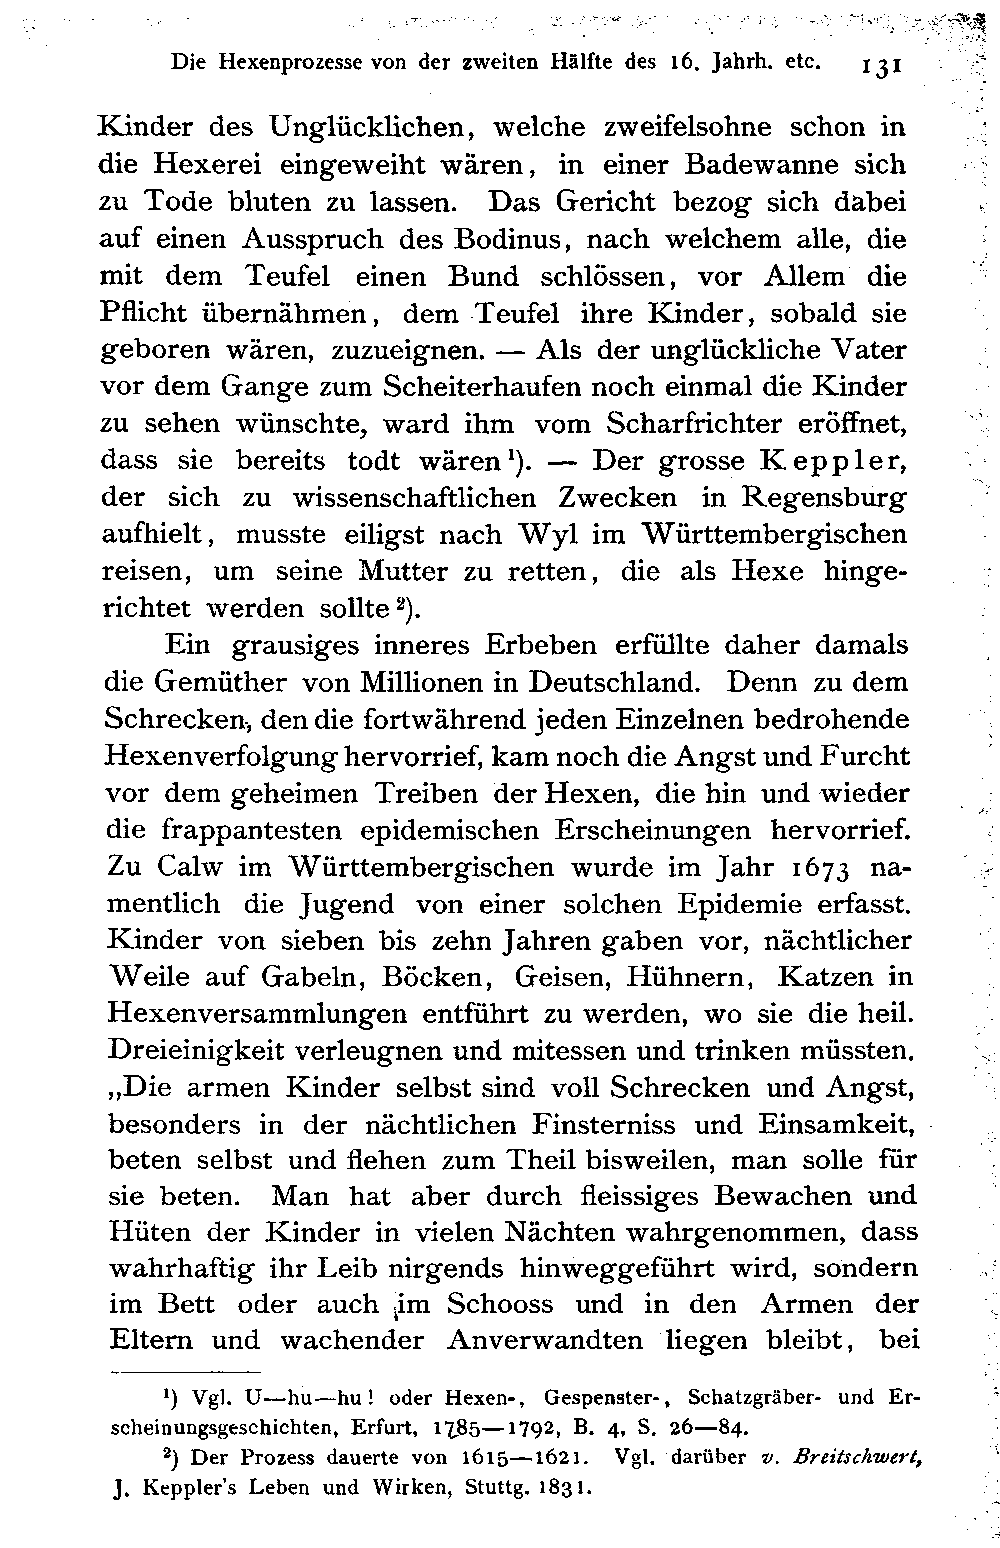 Die Hexenprozesse von der zweiten Hälfte des 16. Jahrh. etc. 131
Kinder des Unglücklichen, welche zweifelsohne schon in
die Hexerei eingeweiht wären, in einer Badewanne sich
zu Tode bluten zu lassen. Das Gericht bezog sich dabei
auf einen Ausspruch des Bodinus, nach welchem alle, die
mit dem Teufel einen Bund schlössen, vor Allem die
Pflicht übernähmen, dem Teufel ihre Kinder, sobald sie
geboren wären, zuzueignen. — Als der unglückliche Vater
vor dem Gange zum Scheiterhaufen noch einmal die Kinder
zu sehen wünschte, ward ihm vom Scharfrichter eröffnet,
dass sie bereits todt wären¹). — Der grosse Keppler,
der sich zu wissenschaftlichen Zwecken in Regensburg
aufhielt, musste eiligst nach Wyl im Württembergischen
reisen, um seine Mutter zu retten, die als Hexe hinge-
richtet werden sollte²).
Ein grausiges inneres Erbeben erfüllte daher damals
die Gemüther von Millionen in Deutschland. Denn zu dem
Schrecken, den die fortwährend jeden Einzelnen bedrohende
Hexenverfolgung hervorrief, kam noch die Angst und Furcht
vor dem geheimen Treiben der Hexen, die hin und wieder
die frappantesten epidemischen Erscheinungen hervorrief.
Zu Calw im Württembergischen wurde im Jahr 1673 na-
mentlich die Jugend von einer solchen Epidemie erfasst.
Kinder von sieben bis zehn Jahren gaben vor, nächtlicher
Weile auf Gabeln, Böcken, Geisen, Hühnern, Katzen in
Hexenversammlungen entführt zu werden, wo sie die heil.
Dreieinigkeit verleugnen und mitessen und trinken müssten.
„Die armen Kinder selbst sind voll Schrecken und Angst,
besonders in der nächtlichen Finsterniss und Einsamkeit,
beten selbst und flehen zum Theil bisweilen, man solle für
sie beten. Man hat aber durch fleissiges Bewachen und
Hüten der Kinder in vielen Nächten wahrgenommen, dass
wahrhaftig ihr Leib nirgends hinweggeführt wird, sondern
im Bett oder auch im Schooss und in den Armen der
Eltern und wachender Anverwandten liegen bleibt, bei
¹) Vgl. U—hu—hu! oder Hexen-, Gespenster-, Schatzgräber- und Er-
scheinungsgeschichten, Erfurt, 1785—1792, B. 4, S. 26—84.
²) Der Prozess dauerte von 1615—1621. Vgl. darüber v. Breitschwert,
J. Keppler's Leben und Wirken, Stuttg. 1831.